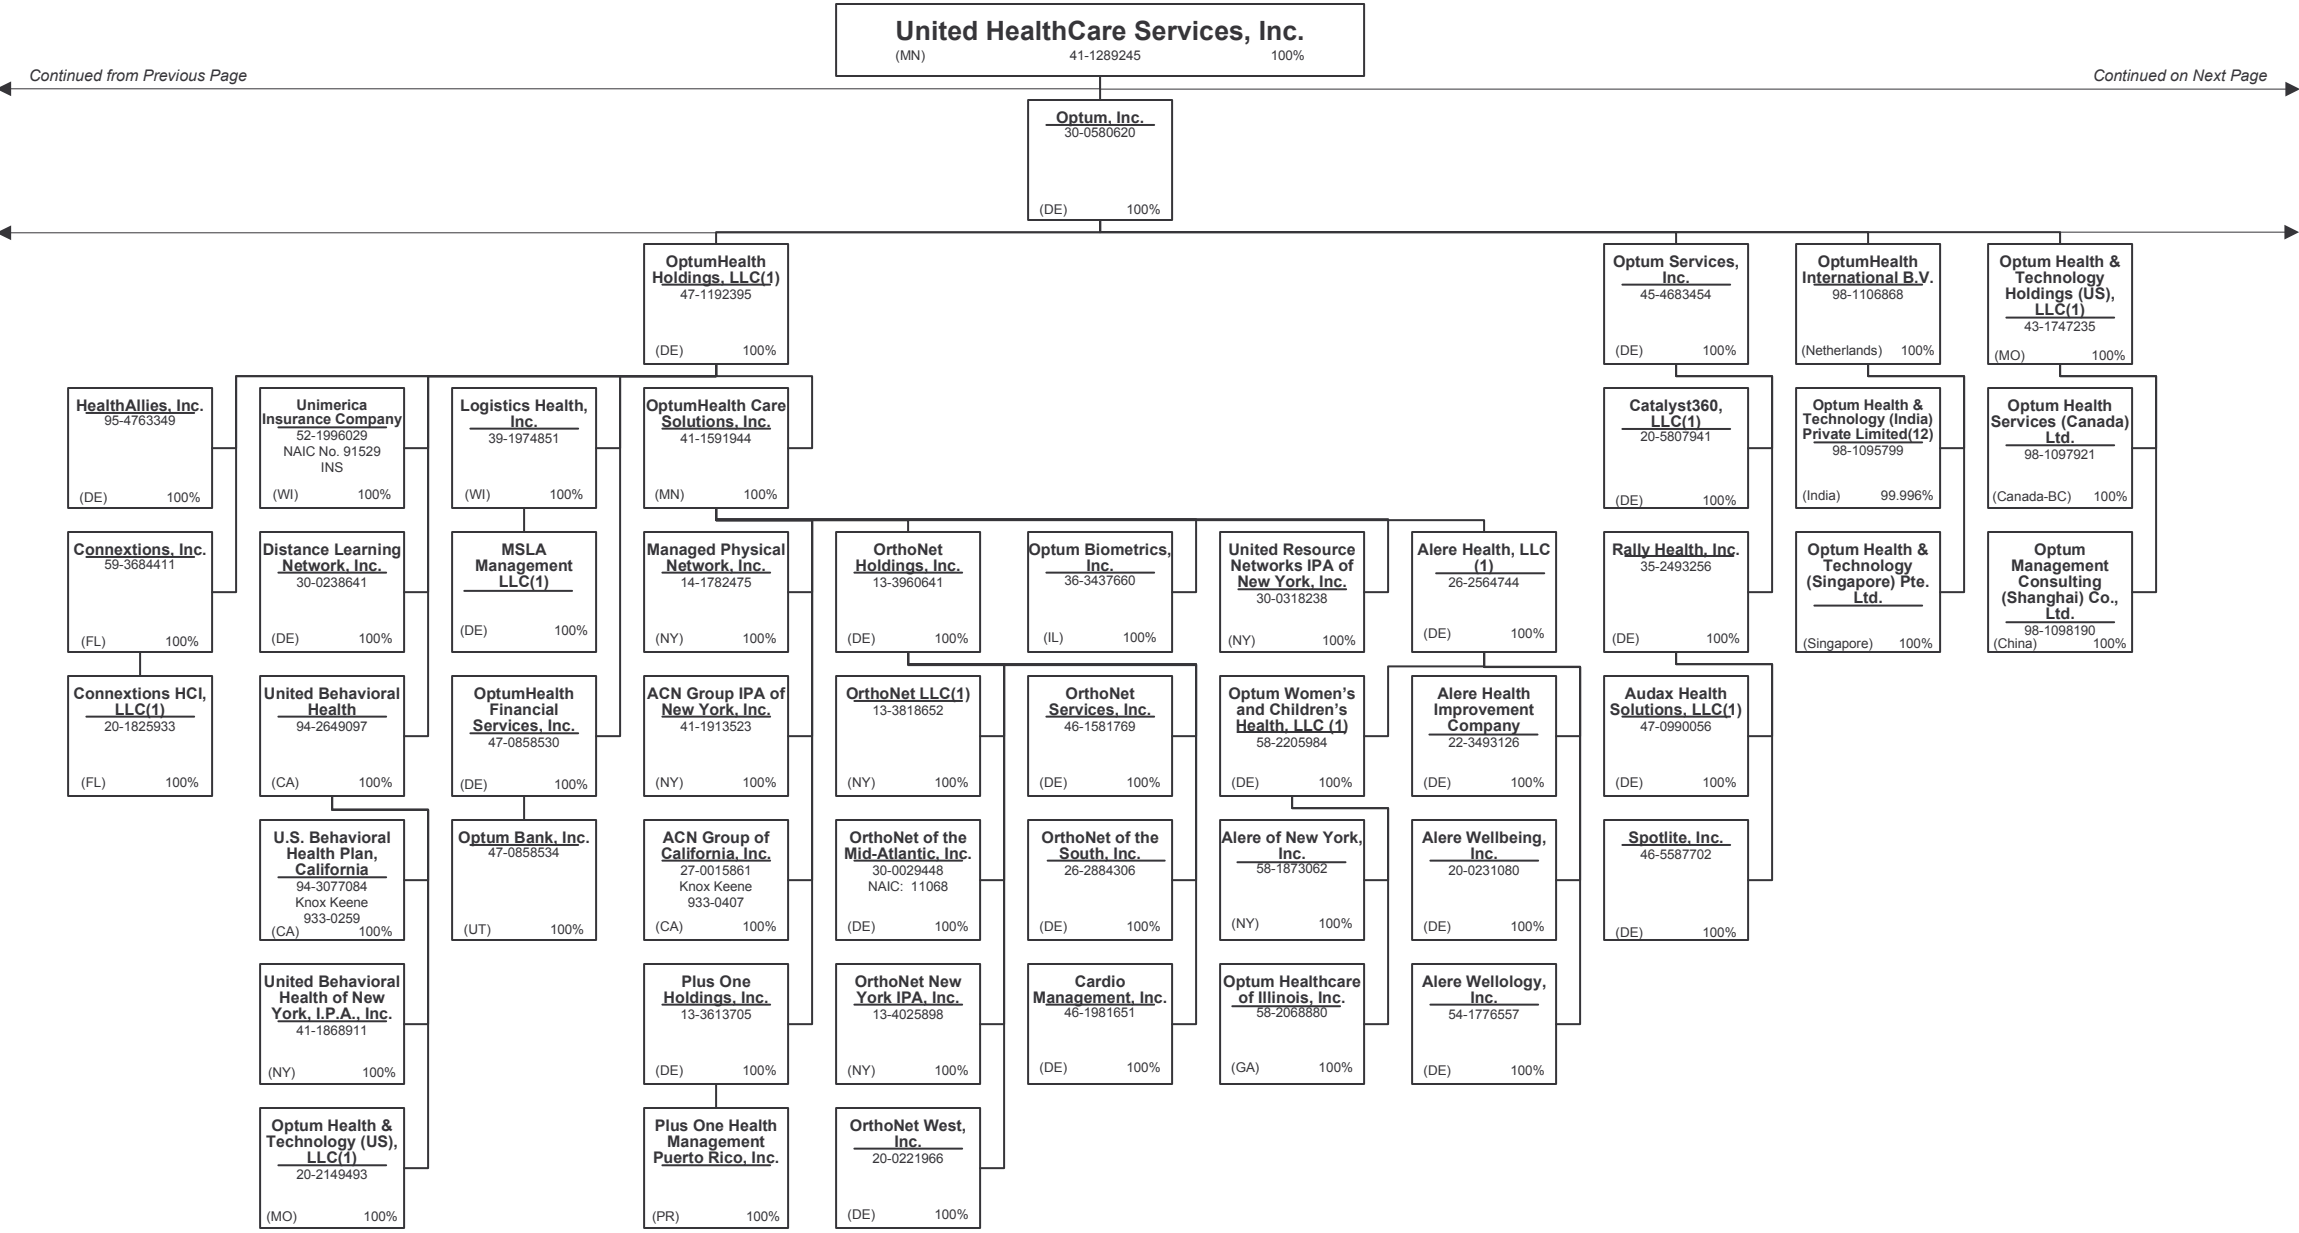 United HealthCare Services, Inc.
(MN) 41-1289245 100%
Continued from Previous Page
Continued on Next Page
Optum, Inc.
30-0580620
(DE) 100%
OptumHealth
Holdings, LLC(1)
47-1192395
(DE) 100%
Optum Services,
Inc.
45-4683454
(DE) 100%
OptumHealth
International B.V.
98-1106868
(Netherlands) 100%
Optum Health &
Technology
Holdings (US),
LLC(1)
43-1747235
(MO) 100%
HealthAllies, Inc.
95-4763349
(DE) 100%
Unimerica
Insurance Company
52-1996029
NAIC No. 91529
INS
(WI) 100%
Logistics Health,
Inc.
39-1974851
(WI) 100%
OptumHealth Care
Solutions, Inc.
41-1591944
(MN) 100%
Catalyst360,
LLC(1)
20-5807941
(DE) 100%
Optum Health &
Technology (India)
Private Limited(12)
98-1095799
(India) 99.996%
Optum Health
Services (Canada)
Ltd.
98-1097921
(Canada-BC) 100%
Connextions, Inc.
59-3684411
(FL) 100%
Distance Learning
Network, Inc.
30-0238641
(DE) 100%
MSLA
Management
LLC(1)
(DE) 100%
Managed Physical
Network, Inc.
14-1782475
(NY) 100%
OrthoNet
Holdings, Inc.
13-3960641
(DE) 100%
Optum Biometrics,
Inc.
36-3437660
(IL) 100%
United Resource
Networks IPA of
New York, Inc.
30-0318238
(NY) 100%
Alere Health, LLC
(1)
26-2564744
(DE) 100%
Rally Health, Inc.
35-2493256
(DE) 100%
Optum Health &
Technology
(Singapore) Pte.
Ltd.
(Singapore) 100%
Optum
Management
Consulting
(Shanghai) Co.,
Ltd.
98-1098190
(China) 100%
Connextions HCI,
LLC(1)
20-1825933
(FL) 100%
United Behavioral
Health
94-2649097
(CA) 100%
OptumHealth
Financial
Services, Inc.
47-0858530
(DE) 100%
ACN Group IPA of
New York, Inc.
41-1913523
(NY) 100%
OrthoNet LLC(1)
13-3818652
(NY) 100%
OrthoNet
Services, Inc.
46-1581769
(DE) 100%
Optum Women's
and Children's
Health, LLC (1)
58-2205984
(DE) 100%
Alere Health
Improvement
Company
22-3493126
(DE) 100%
Audax Health
Solutions, LLC(1)
47-0990056
(DE) 100%
U.S. Behavioral
Health Plan,
California
94-3077084
Knox Keene
933-0259
(CA) 100%
Optum Bank, Inc.
47-0858534
(UT) 100%
ACN Group of
California, Inc.
27-0015861
Knox Keene
933-0407
(CA) 100%
OrthoNet of the
Mid-Atlantic, Inc.
30-0029448
NAIC: 11068
(DE) 100%
OrthoNet of the
South, Inc.
26-2884306
(DE) 100%
Alere of New York,
Inc.
58-1873062
(NY) 100%
Alere Wellbeing,
Inc.
20-0231080
(DE) 100%
Spotlite, Inc.
46-5587702
(DE) 100%
United Behavioral
Health of New
York, I.P.A., Inc.
41-1868911
(NY) 100%
Plus One
Holdings, Inc.
13-3613705
(DE) 100%
OrthoNet New
York IPA, Inc.
13-4025898
(NY) 100%
Cardio
Management, Inc.
46-1981651
(DE) 100%
Optum Healthcare
of Illinois, Inc.
58-2068880
(GA) 100%
Alere Wellology,
Inc.
54-1776557
(DE) 100%
Optum Health &
Technology (US),
LLC(1)
20-2149493
(MO) 100%
Plus One Health
Management
Puerto Rico, Inc.
(PR) 100%
OrthoNet West,
Inc.
20-0221966
(DE) 100%